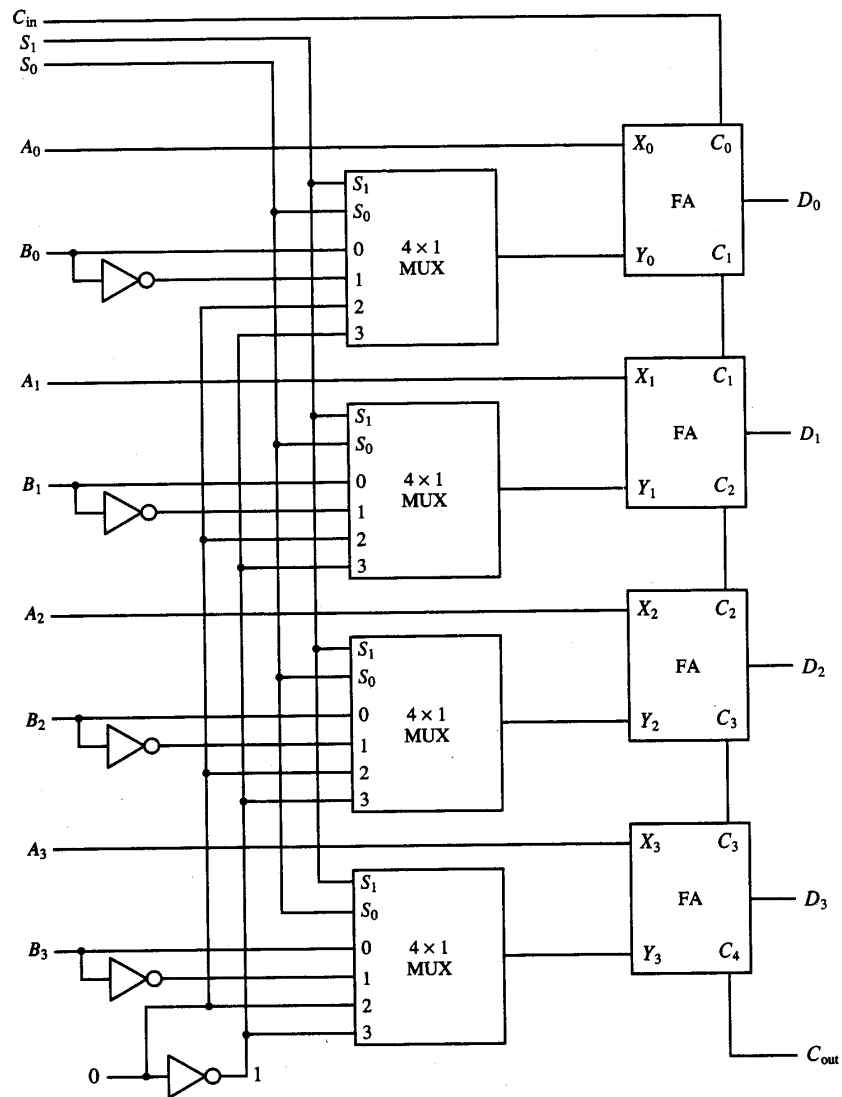 C_in
S_1
S_0
A_0
X_0 C_0
S_1
S_0
FA
D_0
B_0
0
4 × 1
MUX
Y_0 C_1
1
2
3
A_1
X_1 C_1
S_1
S_0
FA
D_1
B_1
0
4 × 1
MUX
Y_1 C_2
1
2
3
A_2
X_2 C_2
S_1
S_0
FA
D_2
B_2
0
4 × 1
MUX
Y_2 C_3
1
2
3
A_3
X_3 C_3
S_1
S_0
FA
D_3
B_3
0
4 × 1
MUX
Y_3 C_4
1
2
3
0
1
C_out